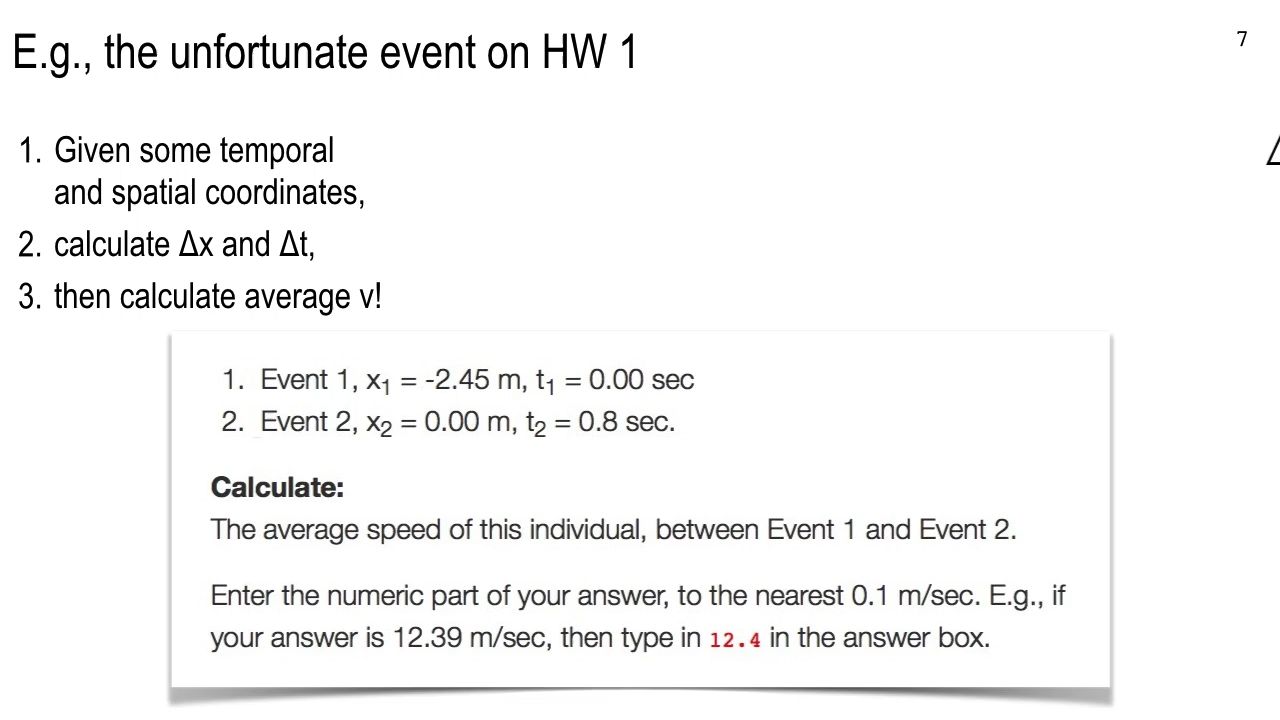 E.g., the unfortunate event on HW 1
7
1. Given some temporal
and spatial coordinates,
2. calculate Δx and Δt,
3. then calculate average v!
1. Event 1, x₁ = -2.45 m, t₁ = 0.00 sec
2. Event 2, x₂ = 0.00 m, t₂ = 0.8 sec.
Calculate:
The average speed of this individual, between Event 1 and Event 2.
Enter the numeric part of your answer, to the nearest 0.1 m/sec. E.g., if
your answer is 12.39 m/sec, then type in 12.4 in the answer box.